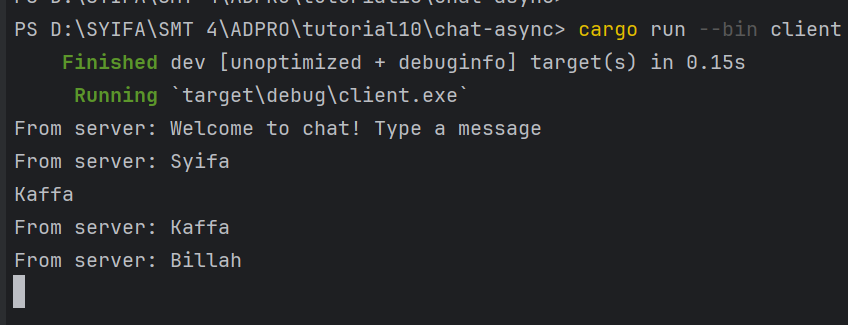 PS D:\SYIFA\SMT 4\ADPRO\tutorial10\chat-async>
PS D:\SYIFA\SMT 4\ADPRO\tutorial10\chat-async> cargo run --bin client
Finished dev [unoptimized + debuginfo] target(s) in 0.15s
Running `target\debug\client.exe`
From server: Welcome to chat! Type a message
From server: Syifa
Kaffa
From server: Kaffa
From server: Billah